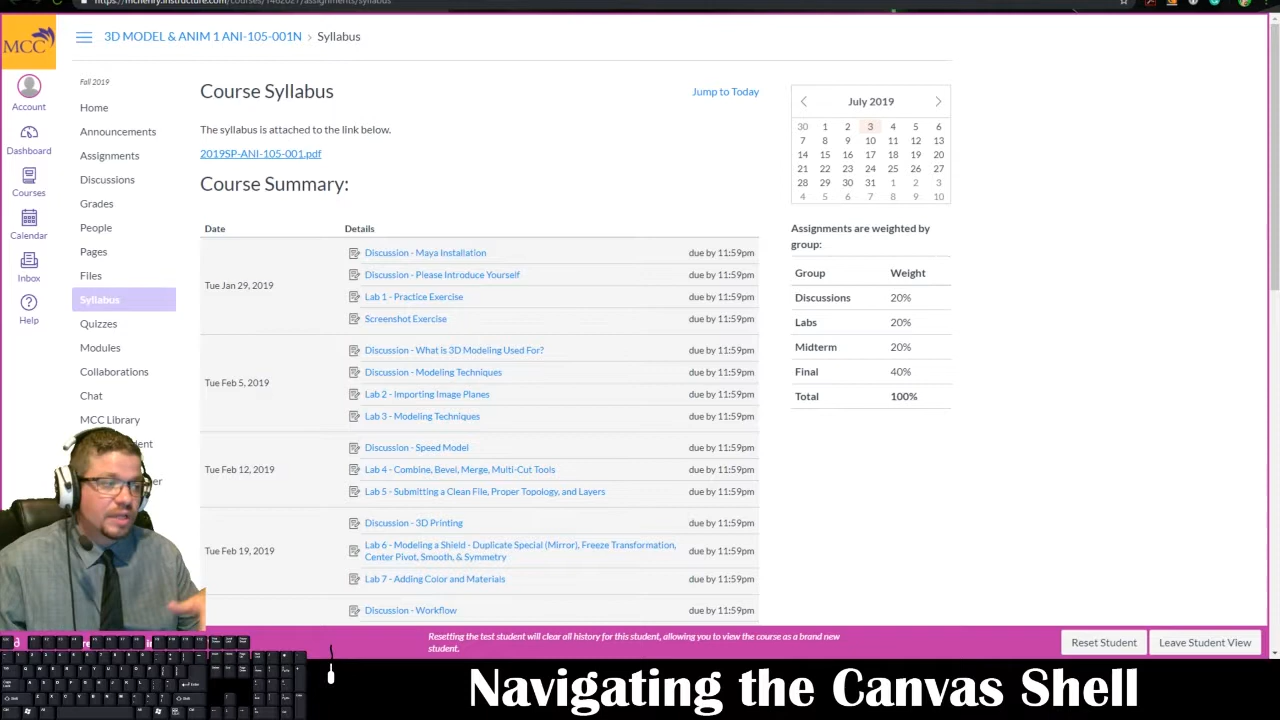 https://mchenry.instructure.com/courses/1462027/assignments/syllabus
MCC
3D MODEL & ANIM 1 ANI-105-001N › Syllabus
Account
Dashboard
Courses
Calendar
Inbox
Help
Fall 2019
Home
Announcements
Assignments
Discussions
Grades
People
Pages
Files
Syllabus
Quizzes
Modules
Collaborations
Chat
MCC Library
Course Syllabus
Jump to Today
The syllabus is attached to the link below.
2019SP-ANI-105-001.pdf
Course Summary:
Date Details
Tue Jan 29, 2019
Discussion - Maya Installation due by 11:59pm
Discussion - Please Introduce Yourself due by 11:59pm
Lab 1 - Practice Exercise due by 11:59pm
Screenshot Exercise due by 11:59pm
Tue Feb 5, 2019
Discussion - What is 3D Modeling Used For? due by 11:59pm
Discussion - Modeling Techniques due by 11:59pm
Lab 2 - Importing Image Planes due by 11:59pm
Lab 3 - Modeling Techniques due by 11:59pm
Tue Feb 12, 2019
Discussion - Speed Model due by 11:59pm
Lab 4 - Combine, Bevel, Merge, Multi-Cut Tools due by 11:59pm
Lab 5 - Submitting a Clean File, Proper Topology, and Layers due by 11:59pm
Tue Feb 19, 2019
Discussion - 3D Printing due by 11:59pm
Lab 6 - Modeling a Shield - Duplicate Special (Mirror), Freeze Transformation, due by 11:59pm
Center Pivot, Smooth, & Symmetry
Lab 7 - Adding Color and Materials due by 11:59pm
Discussion - Workflow due by 11:59pm
July 2019
30 1 2 3 4 5 6
7 8 9 10 11 12 13
14 15 16 17 18 19 20
21 22 23 24 25 26 27
28 29 30 31 1 2 3
4 5 6 7 8 9 10
Assignments are weighted by
group:
Group Weight
Discussions 20%
Labs 20%
Midterm 20%
Final 40%
Total 100%
Resetting the test student will clear all history for this student, allowing you to view the course as a brand new
student.
Reset Student
Leave Student View
Navigating the Canvas Shell